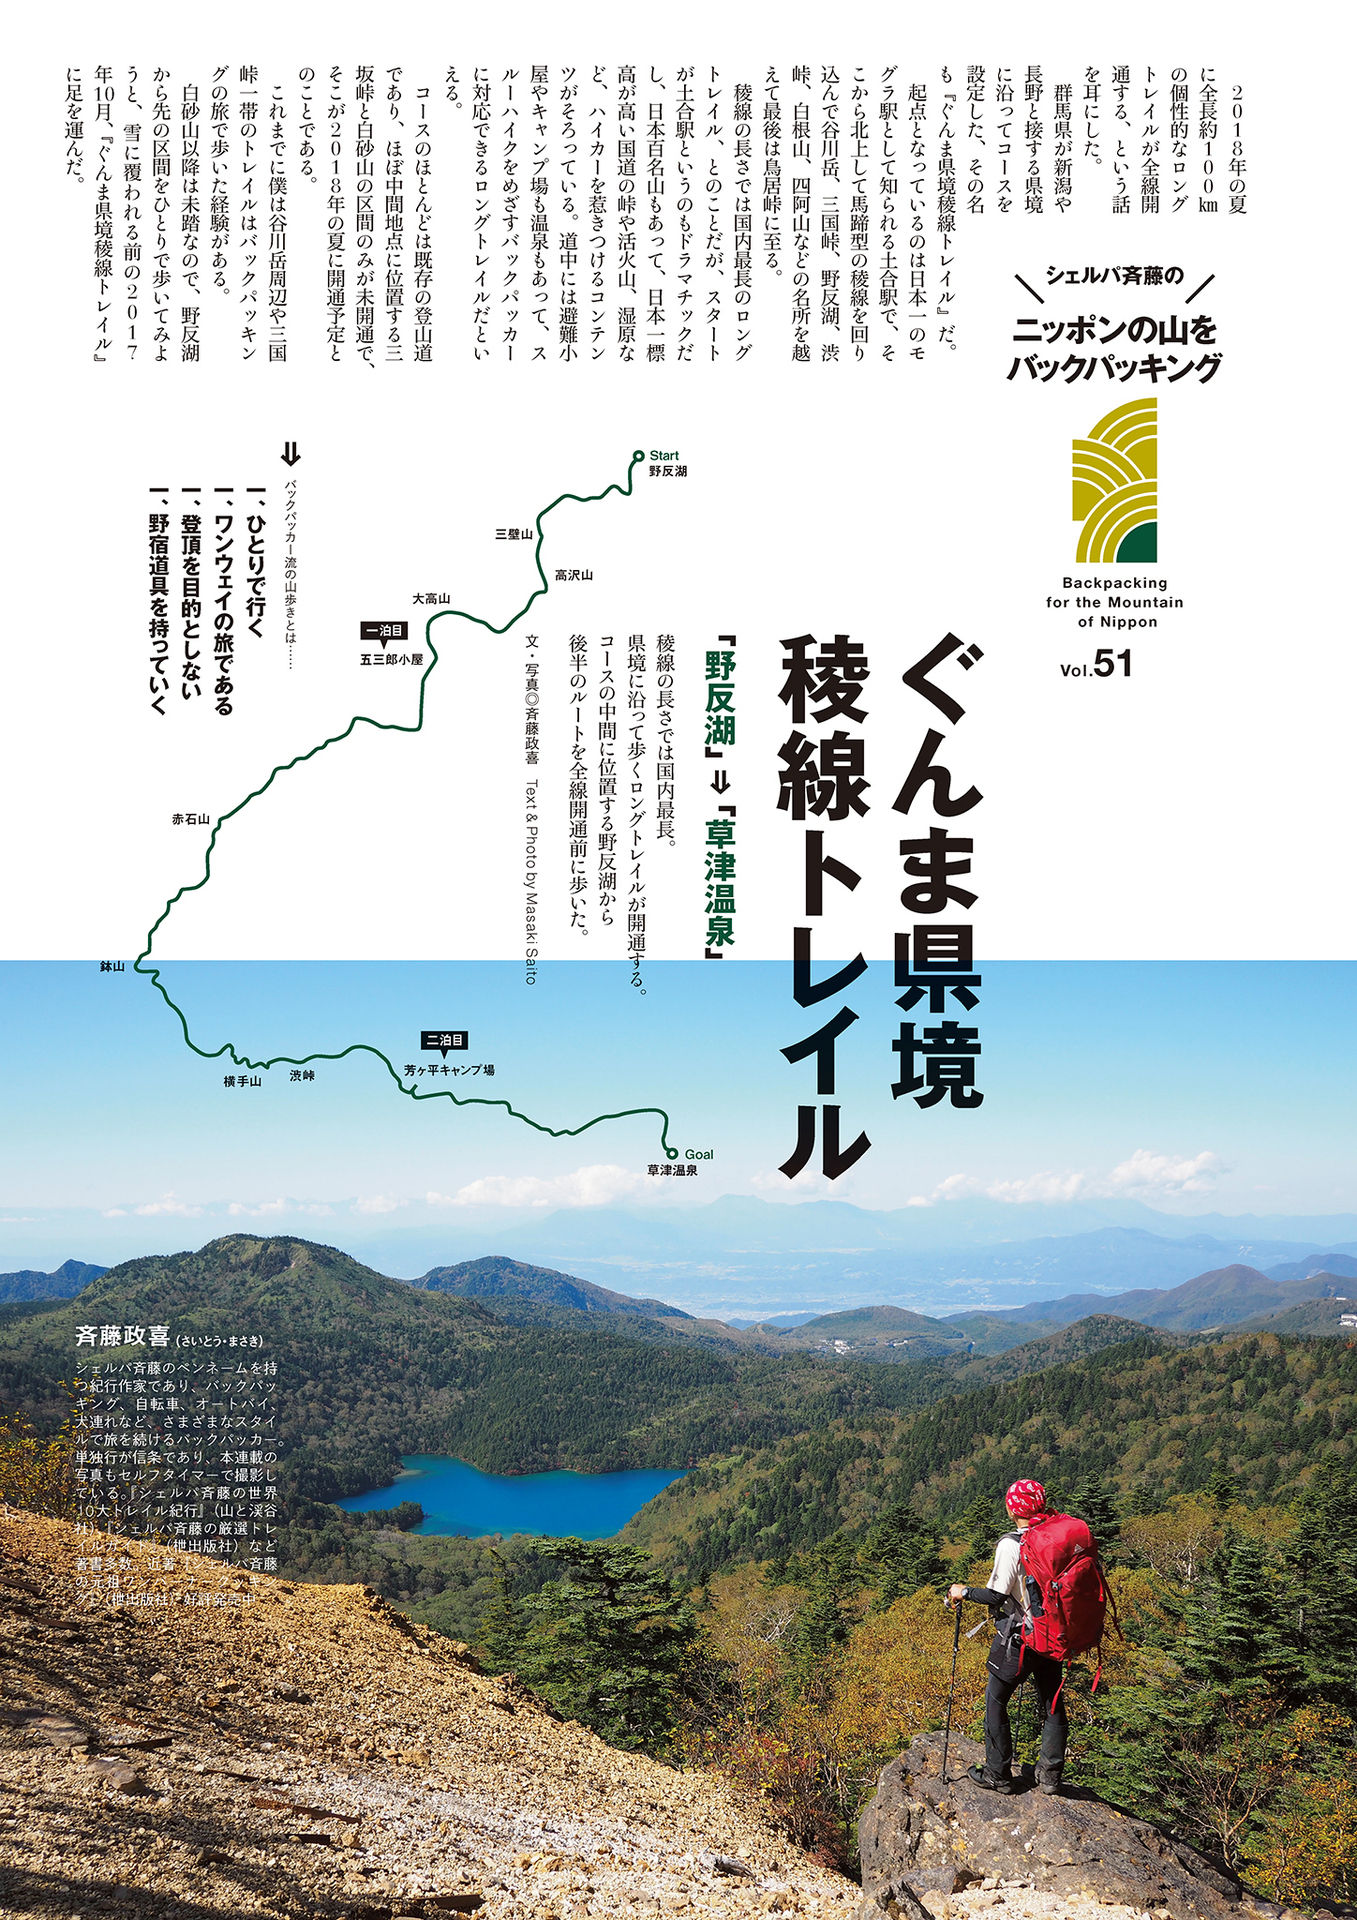 シェルパ斉藤の
ニッポンの山を
バックパッキング
Backpacking
for the Mountain
of Nippon
Vol.51
2018年の夏
に全長約100㎞
の個性的なロング
トレイルが全線開
通する、という話
を耳にした。
群馬県が新潟や
長野と接する県境
に沿ってコースを
設定した、その名
も『ぐんま県境稜線トレイル』だ。
起点となっているのは日本一のモ
グラ駅として知られる土合駅で、そ
こから北上して馬蹄型の稜線を回り
込んで谷川岳、三国峠、野反湖、渋
峠、白根山、四阿山などの名所を越
えて最後は鳥居峠に至る。
稜線の長さでは国内最長のロング
トレイル、とのことだが、スタート
が土合駅というのもドラマチックだ
し、日本百名山もあって、日本一標
高が高い国道の峠や活火山、湿原な
ど、ハイカーを惹きつけるコンテン
ツがそろっている。道中には避難小
屋やキャンプ場も温泉もあって、ス
ルーハイクをめざすバックパッカー
に対応できるロングトレイルだとい
える。
コースのほとんどは既存の登山道
であり、ほぼ中間地点に位置する三
坂峠と白砂山の区間のみが未開通で、
そこが2018年の夏に開通予定と
のことである。
これまでに僕は谷川岳周辺や三国
峠一帯のトレイルはバックパッキン
グの旅で歩いた経験がある。
白砂山以降は未踏なので、野反湖
から先の区間をひとりで歩いてみよ
うと、雪に覆われる前の2017
年10月、『ぐんま県境稜線トレイル』
に足を運んだ。
ぐんま県境
稜線トレイル
「野反湖」⇒「草津温泉」
稜線の長さでは国内最長。
県境に沿って歩くロングトレイルが開通する。
コースの中間に位置する野反湖から
後半のルートを全線開通前に歩いた。
文・写真◎斉藤政喜 Text & Photo by Masaki Saito
⇓
バックパッカー流の山歩きとは……
一、ひとりで行く
一、ワンウェイの旅である
一、登頂を目的としない
一、野宿道具を持っていく
Start
野反湖
三壁山
高沢山
大高山
一泊目
五三郎小屋
赤石山
鉢山
横手山
渋峠
二泊目
芳ヶ平キャンプ場
Goal
草津温泉
斉藤政喜(さいとう・まさき)
シェルパ斉藤のペンネームを持
つ紀行作家であり、バックパッ
キング、自転車、オートバイ、
犬連れなど、さまざまなスタイ
ルで旅を続けるバックパッカー。
単独行が信条であり、本連載の
写真もセルフタイマーで撮影し
ている。『シェルパ斉藤の世界
10大トレイル紀行』(山と渓谷
社)『シェルパ斉藤の厳選トレ
イルガイド』(枻出版社)など
著書多数。近著『シェルパ斉藤
の元祖
(枻出版社)好評発売中